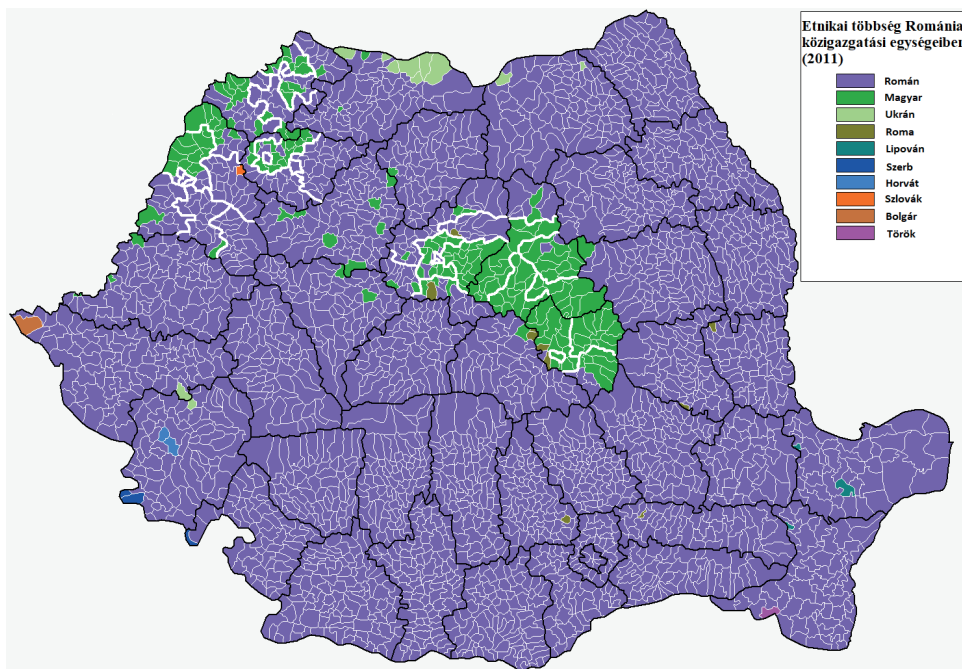 Etnikai többség Románia
közigazgatási egységeiben
(2011)
Román
Magyar
Ukrán
Roma
Lipován
Szerb
Horvát
Szlovák
Bolgár
Török